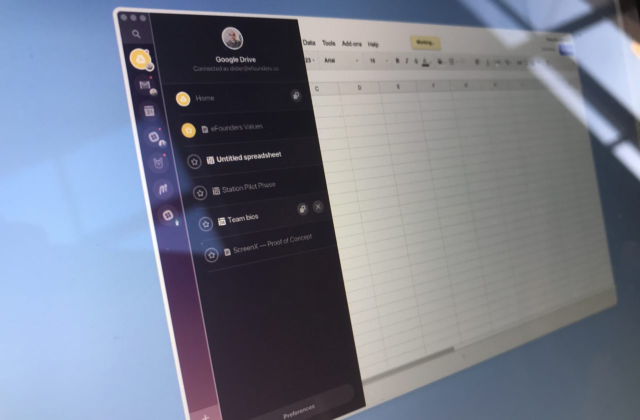 Google Drive
Connected as
Home
eFounders Values
Untitled spreadsheet
Station Pilot Phase
Team bios
ScreenX — Proof of Concept
Preferences
Data Tools Add-ons Help
Working...
Arial
C D E